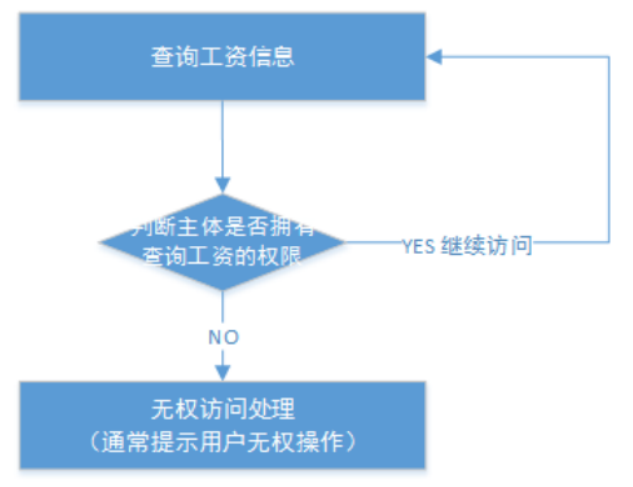 查询工资信息
判断主体是否拥有
查询工资的权限
YES 继续访问
NO
无权访问处理
（通常提示用户无权操作）